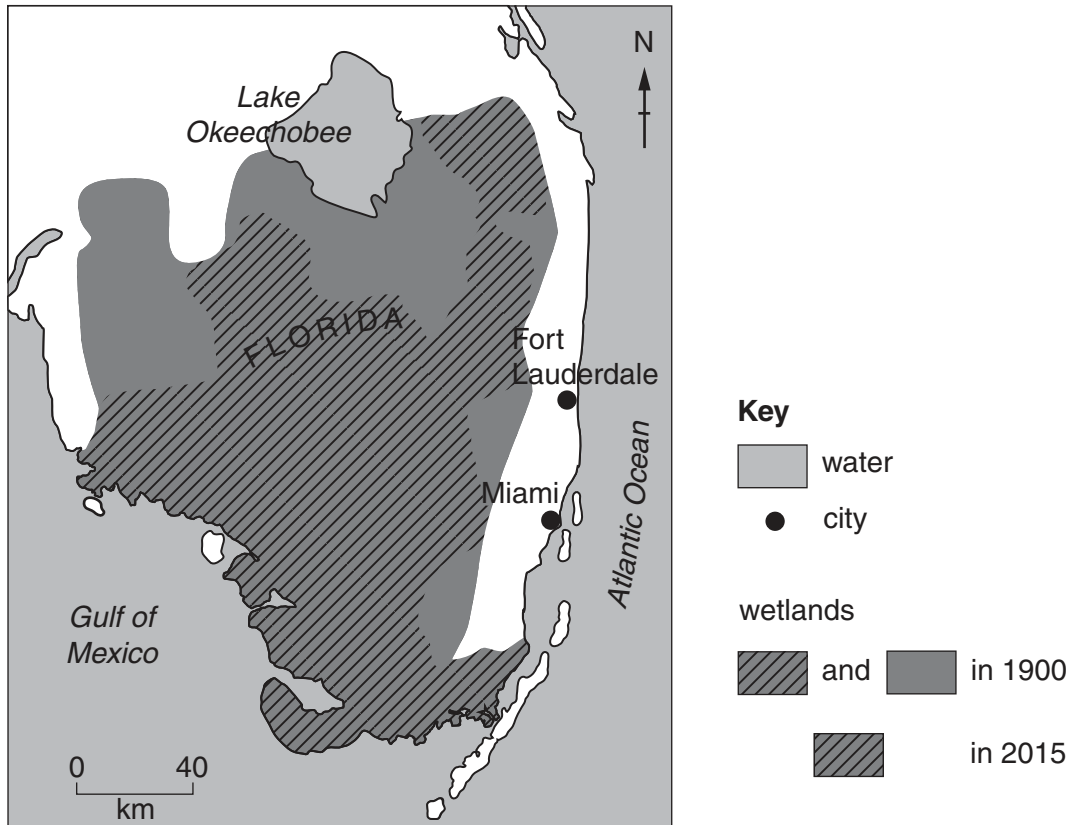 N
Lake
Okeechobee
FLORIDA
Fort
Lauderdale
Miami
Atlantic Ocean
Gulf of
Mexico
0 40
km
Key
water
city
wetlands
and in 1900
in 2015